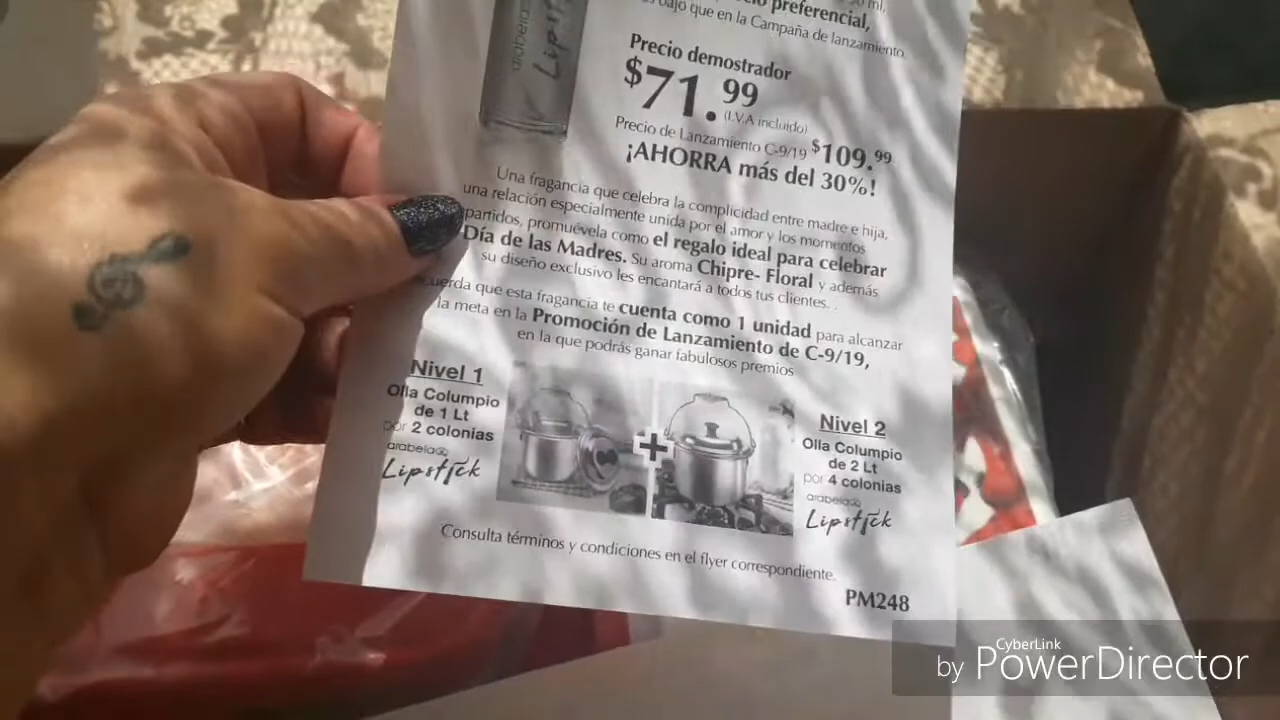 preferencial,
bajo que en la Campaña de lanzamiento
Precio demostrador
$71.99
(I.V.A incluido)
Precio de Lanzamiento C-9/19 $109.99
¡AHORRA más del 30%!
arabela
Lipst
Una fragancia que celebra la complicidad entre madre e hija,
una relación especialmente unida por el amor y los momentos
partidos, promuévela como el regalo ideal para celebrar
Día de las Madres. Su aroma Chipre- Floral y además
su diseño exclusivo les encantará a todos tus clientes. .
cuerda que esta fragancia te cuenta como 1 unidad para alcanzar
la meta en la Promoción de Lanzamiento de C-9/19,
en la que podrás ganar fabulosos premios
Nivel 1
Olla Columpio
de 1 Lt
por 2 colonias
arabela
Lipstick
+
Nivel 2
Olla Columpio
de 2 Lt
por 4 colonias
arabela
Lipstick
Consulta términos y condiciones en el flyer correspondiente.
PM248
CyberLink
by PowerDirector